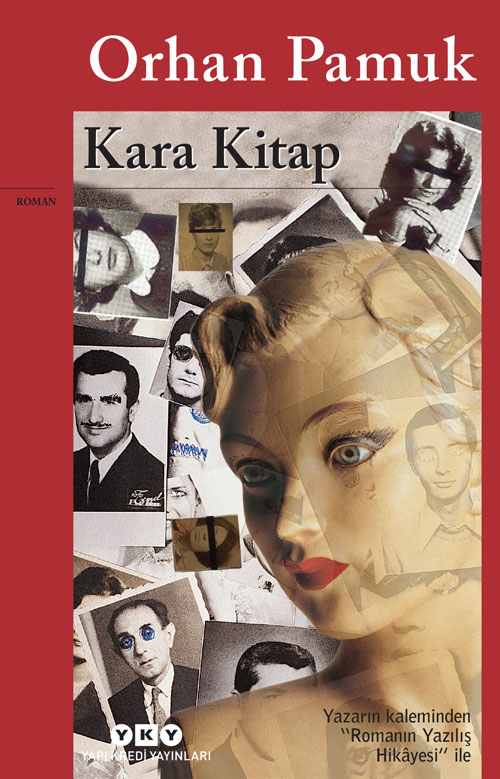 Orhan Pamuk
Kara Kitap
ROMAN
Yazarın kaleminden
“Romanın Yazılış
Hikâyesi” ile
YKY
YAPI KREDİ YAYINLARI